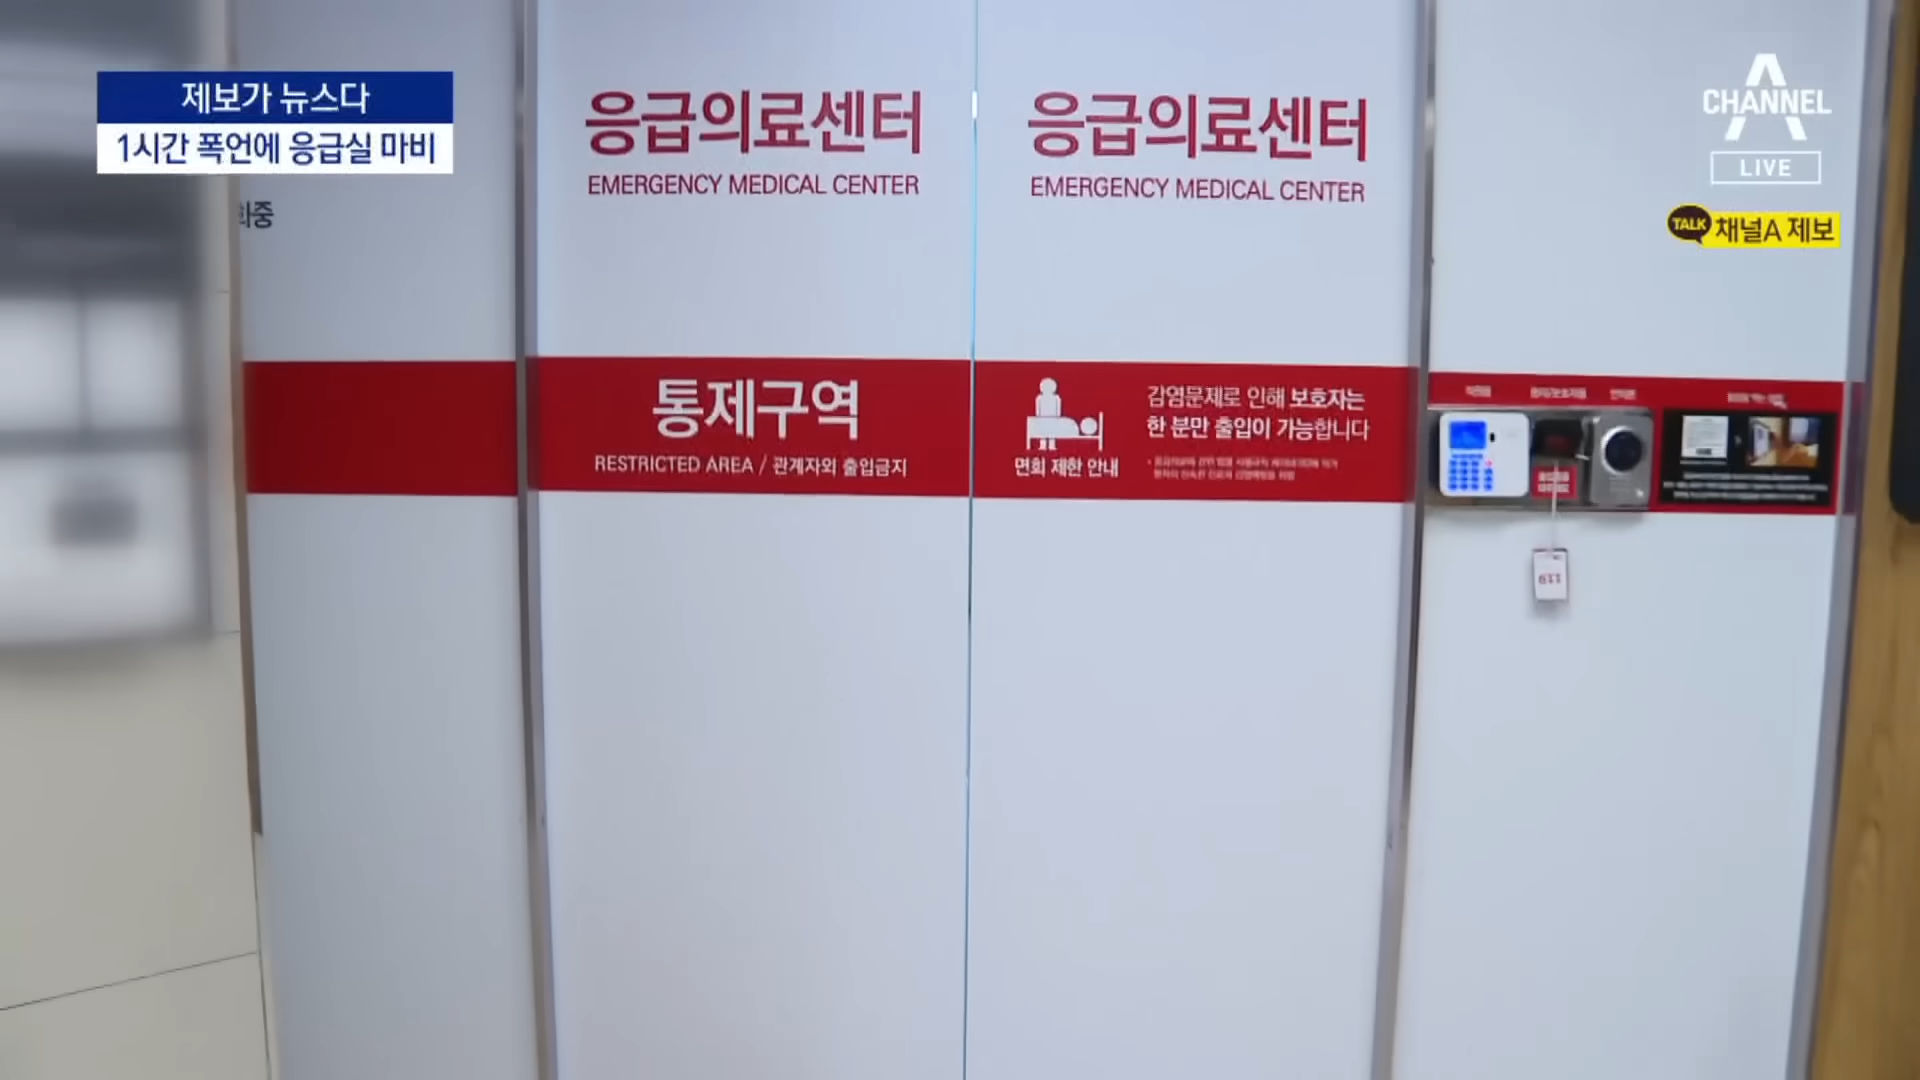 제보가 뉴스다
1시간 폭언에 응급실 마비
CHANNEL A
LIVE
TALK 채널A 제보
회중
응급의료센터
EMERGENCY MEDICAL CENTER
응급의료센터
EMERGENCY MEDICAL CENTER
통제구역
RESTRICTED AREA / 관계자외 출입금지
면회 제한 안내
감염문제로 인해 보호자는
한 분만 출입이 가능합니다
119